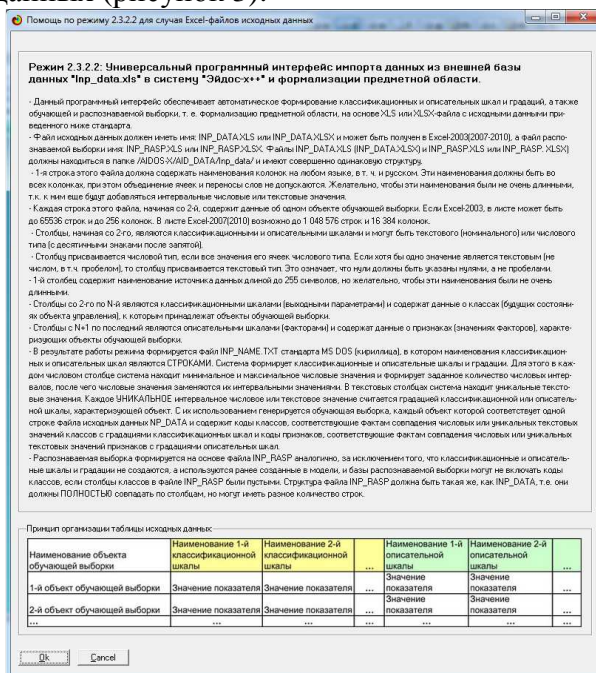 данных (рисунок 3).
Помощь по режиму 2.3.2.2 для случая Excel-файлов исходных данных
Режим 2.3.2.2: Универсальный программный интерфейс импорта данных из внешней базы
данных "Inp_data.xls" в систему "Эйдос-х++" и формализации предметной области.
- Данный программный интерфейс обеспечивает автоматическое формирование классификационных и описательных шкал и градаций, а также
обучающей и распознаваемой выборки, т. е. Формализацию предметной области, на основе XLS или XLSX-файла с исходными данными при-
веденного ниже стандарта.
- Файл исходных данных должен иметь имя: INP_DATA.XLS или INP_DATA.XLSX и может быть получен в Excel-2003(2007-2010), а файл распо-
знаваемой выборки имя: INP_RASP.XLS или INP_RASP.XLSX. Файлы INP_DATA.XLS (INP_DATA.XLSX) и INP_RASP.XLS или INP_RASP. XLSX)
должны находиться в папке /AIDOS-X/AID_DATA/Inp_data/ и имеют совершенно одинаковую структуру.
- 1-я строка этого файла должна содержать наименования колонок на любом языке, в т. ч. и русском. Эти наименования должны быть во
всех колонках, при этом объединение ячеек и переносы слов не допускаются. Желательно, чтобы эти наименования были не очень длинными,
т.к. к ним еще будут добавляться интервальные числовые или текстовые значения.
- Каждая строка этого файла, начиная со 2-й, содержит данные об одном объекте обучающей выборки. Если Excel-2003, в листе может быть
до 65536 строк и до 256 колонок. В листе Excel-2007(2010) возможно до 1 048 576 строк и 16 384 колонок.
- Столбцы, начиная со 2-го, являются классификационными и описательными шкалами и могут быть текстового (номинального) или числового
типа (с десятичными знаками после запятой).
- Столбцу присваивается числовой тип, если все значения его ячеек числового типа. Если хотя бы одно значение является текстовым (не
числом, в т.ч. пробелом), то столбцу присваивается текстовый тип. Это означает, что нули должны быть указаны нулями, а не пробелами.
- 1-й столбец содержит наименование источника данных длиной до 255 символов, но желательно, чтобы эти наименования были не очень
длинными.
- Столбцы со 2-го по N-й являются классификационными шкалами (выходными параметрами) и содержат данные о классах (будущих состояни-
ях объекта управления), к которым принадлежат объекты обучающей выборки.
- Столбцы с N+1 по последний являются описательными шкалами (факторами) и содержат данные о признаках (значениях факторов), характе-
ризующих объекты обучающей выборки.
- В результате работы режима формируется файл INP_NAME.TXT стандарта MS DOS (кириллица), в котором наименования классификацион-
ных и описательных шкал являются СТРОКАМИ. Система формирует классификационные и описательные шкалы и градации. Для этого в каж-
дом числовом столбце система находит минимальное и максимальное числовые значения и формирует заданное количество числовых интер-
валов, после чего числовые значения заменяются их интервальными значениями. В текстовых столбцах система находит уникальные тексто-
вые значения. Каждое УНИКАЛЬНОЕ интервальное числовое или текстовое значение считается градацией классификационной или описатель-
ной шкалы, характеризующей объект. С их использованием генерируется обучающая выборка, каждый объект которой соответствует одной
строке файла исходных данных NP_DATA и содержит коды классов, соответствующие фактам совпадения числовых или уникальных текстовых
значений классов с градациями классификационных шкал и коды признаков, соответствующие фактам совпадения числовых или уникальных
текстовых значений признаков с градациями описательных шкал.
- Распознаваемая выборка формируется на основе файла INP_RASP аналогично, за исключением того, что классификационные и описатель-
ные шкалы и градации не создаются, а используются ранее созданные в модели, и базы распознаваемой выборки могут не включать коды
классов, если столбцы классов в файле INP_RASP были пустыми. Структура файла INP_RASP должна быть такая же, как INP_DATA, т.е. они
должны ПОЛНОСТЬЮ совпадать по столбцам, но могут иметь разное количество строк.
Принцип организации таблицы исходных данных:
Наименование объекта обучающей выборки Наименование 1-й классификационной шкалы Наименование 2-й классификационной шкалы ... Наименование 1-й описательной шкалы Наименование 2-й описательной шкалы ...
1-й объект обучающей выборки Значение показателя Значение показателя ... Значение показателя Значение показателя ...
2-й объект обучающей выборки Значение показателя Значение показателя ... Значение показателя Значение показателя ...
... ... ... ... ... ... ...
Ok Cancel